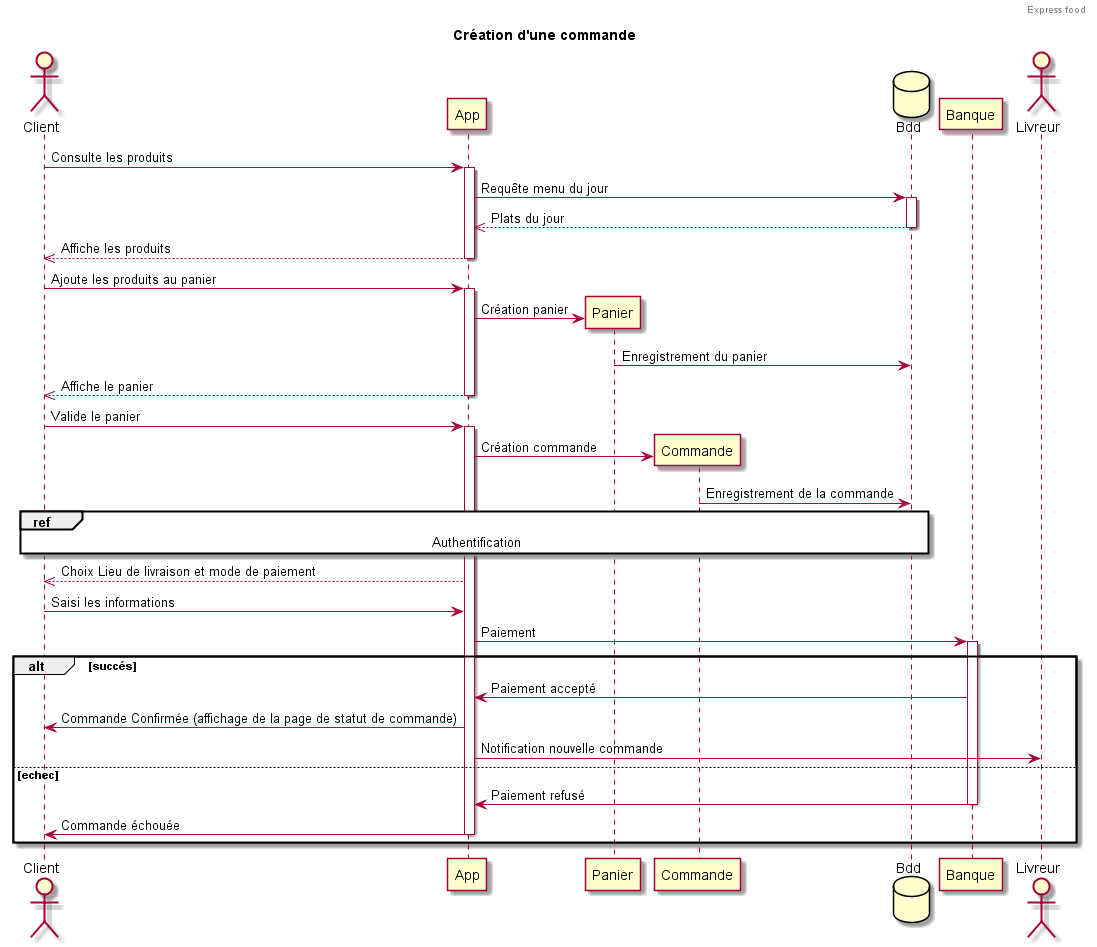 Express food
Création d'une commande
Client
App
Bdd
Banque
Livreur
Consulte les produits
Requête menu du jour
Plats du jour
Affiche les produits
Ajoute les produits au panier
Création panier
Panier
Enregistrement du panier
Affiche le panier
Valide le panier
Création commande
Commande
Enregistrement de la commande
ref
Authentification
Choix Lieu de livraison et mode de paiement
Saisi les informations
Paiement
alt [succés]
Paiement accepté
Commande Confirmée (affichage de la page de statut de commande)
Notification nouvelle commande
[echec]
Paiement refusé
Commande échouée
Client
App
Panier
Commande
Bdd
Banque
Livreur